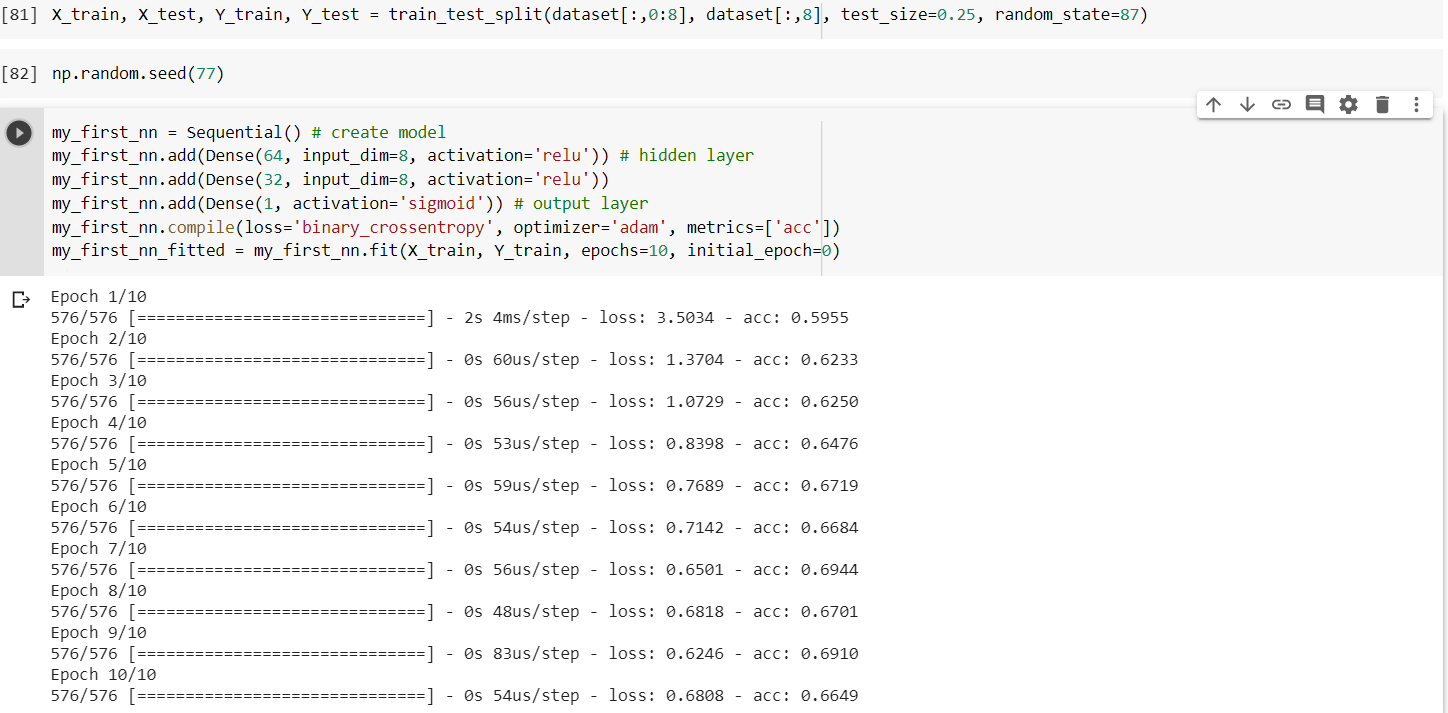 [81] X_train, X_test, Y_train, Y_test = train_test_split(dataset[:,0:8], dataset[:,8], test_size=0.25, random_state=87)
[82] np.random.seed(77)
my_first_nn = Sequential() # create model
my_first_nn.add(Dense(64, input_dim=8, activation='relu')) # hidden layer
my_first_nn.add(Dense(32, input_dim=8, activation='relu'))
my_first_nn.add(Dense(1, activation='sigmoid')) # output layer
my_first_nn.compile(loss='binary_crossentropy', optimizer='adam', metrics=['acc'])
my_first_nn_fitted = my_first_nn.fit(X_train, Y_train, epochs=10, initial_epoch=0)
Epoch 1/10
576/576 [==============================] - 2s 4ms/step - loss: 3.5034 - acc: 0.5955
Epoch 2/10
576/576 [==============================] - 0s 60us/step - loss: 1.3704 - acc: 0.6233
Epoch 3/10
576/576 [==============================] - 0s 56us/step - loss: 1.0729 - acc: 0.6250
Epoch 4/10
576/576 [==============================] - 0s 53us/step - loss: 0.8398 - acc: 0.6476
Epoch 5/10
576/576 [==============================] - 0s 59us/step - loss: 0.7689 - acc: 0.6719
Epoch 6/10
576/576 [==============================] - 0s 54us/step - loss: 0.7142 - acc: 0.6684
Epoch 7/10
576/576 [==============================] - 0s 56us/step - loss: 0.6501 - acc: 0.6944
Epoch 8/10
576/576 [==============================] - 0s 48us/step - loss: 0.6818 - acc: 0.6701
Epoch 9/10
576/576 [==============================] - 0s 83us/step - loss: 0.6246 - acc: 0.6910
Epoch 10/10
576/576 [==============================] - 0s 54us/step - loss: 0.6808 - acc: 0.6649